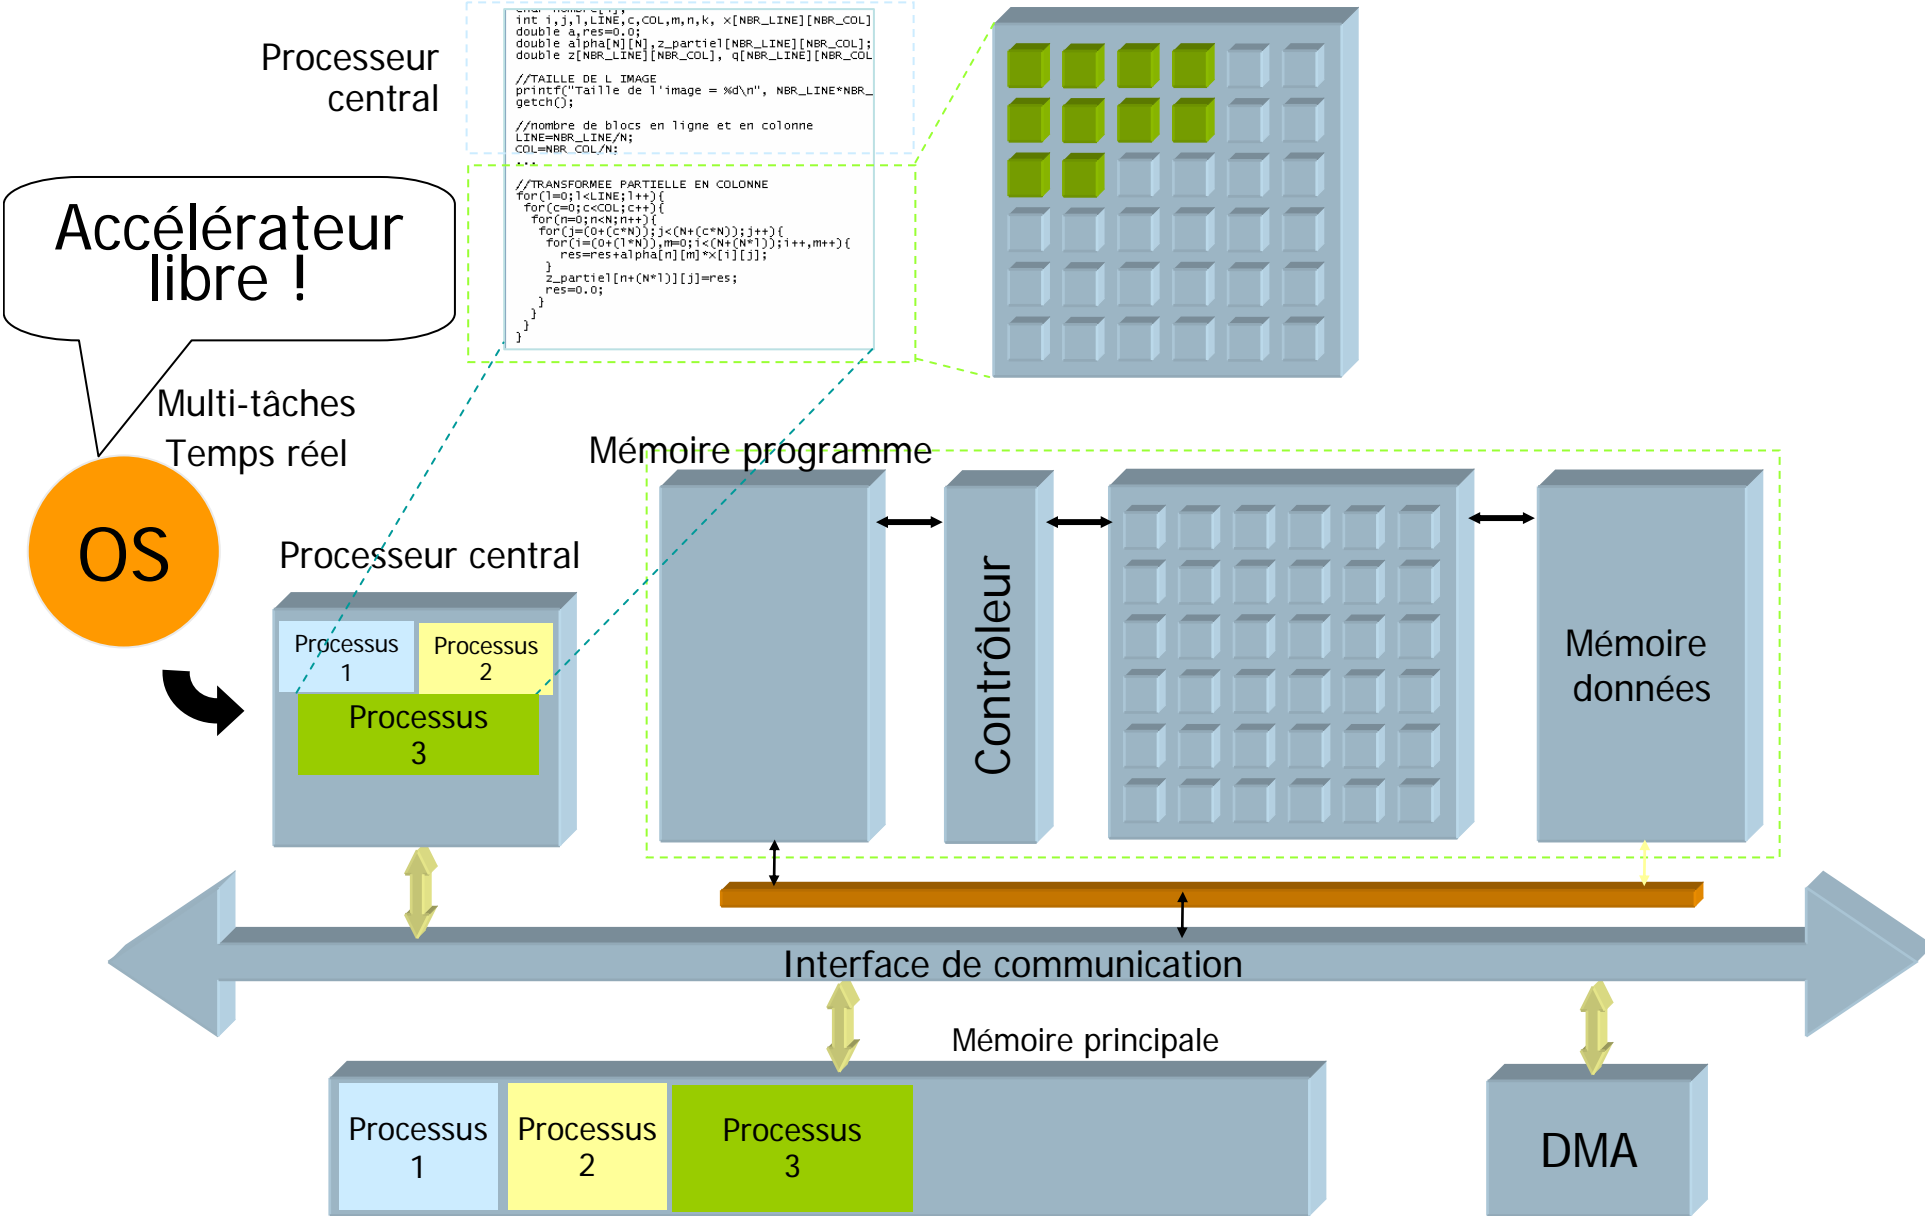 int i,j,l,LINE,c,COL,m,n,k, x[NBR_LINE][NBR_COL]
double a,res=0.0;
double alpha[N][N],z_partiel[NBR_LINE][NBR_COL];
double z[NBR_LINE][NBR_COL], q[NBR_LINE][NBR_COL
//TAILLE DE L IMAGE
printf("Taille de l'image = %d\n", NBR_LINE*NBR_
getch();
//nombre de blocs en ligne et en colonne
LINE=NBR_LINE/N;
COL=NBR_COL/N;
...
//TRANSFORMEE PARTIELLE EN COLONNE
for(l=0;l<LINE;l++){
for(c=0;c<COL;c++){
for(n=0;n<N;n++){
for(j=(0+(c*N));j<(N+(c*N));j++){
for(i=(0+(l*N)),m=0;i<(N+(N*l));i++,m++){
res=res+alpha[n][m]*x[i][j];
}
z_partiel[n+(N*l)][j]=res;
res=0.0;
}
}
}
}
Processeur
central
Accélérateur
libre !
Multi-tâches
Temps réel
OS
Mémoire programme
Processeur central
Processus
1
Processus
2
Processus
3
Contrôleur
Mémoire
données
Interface de communication
Mémoire principale
Processus
1
Processus
2
Processus
3
DMA